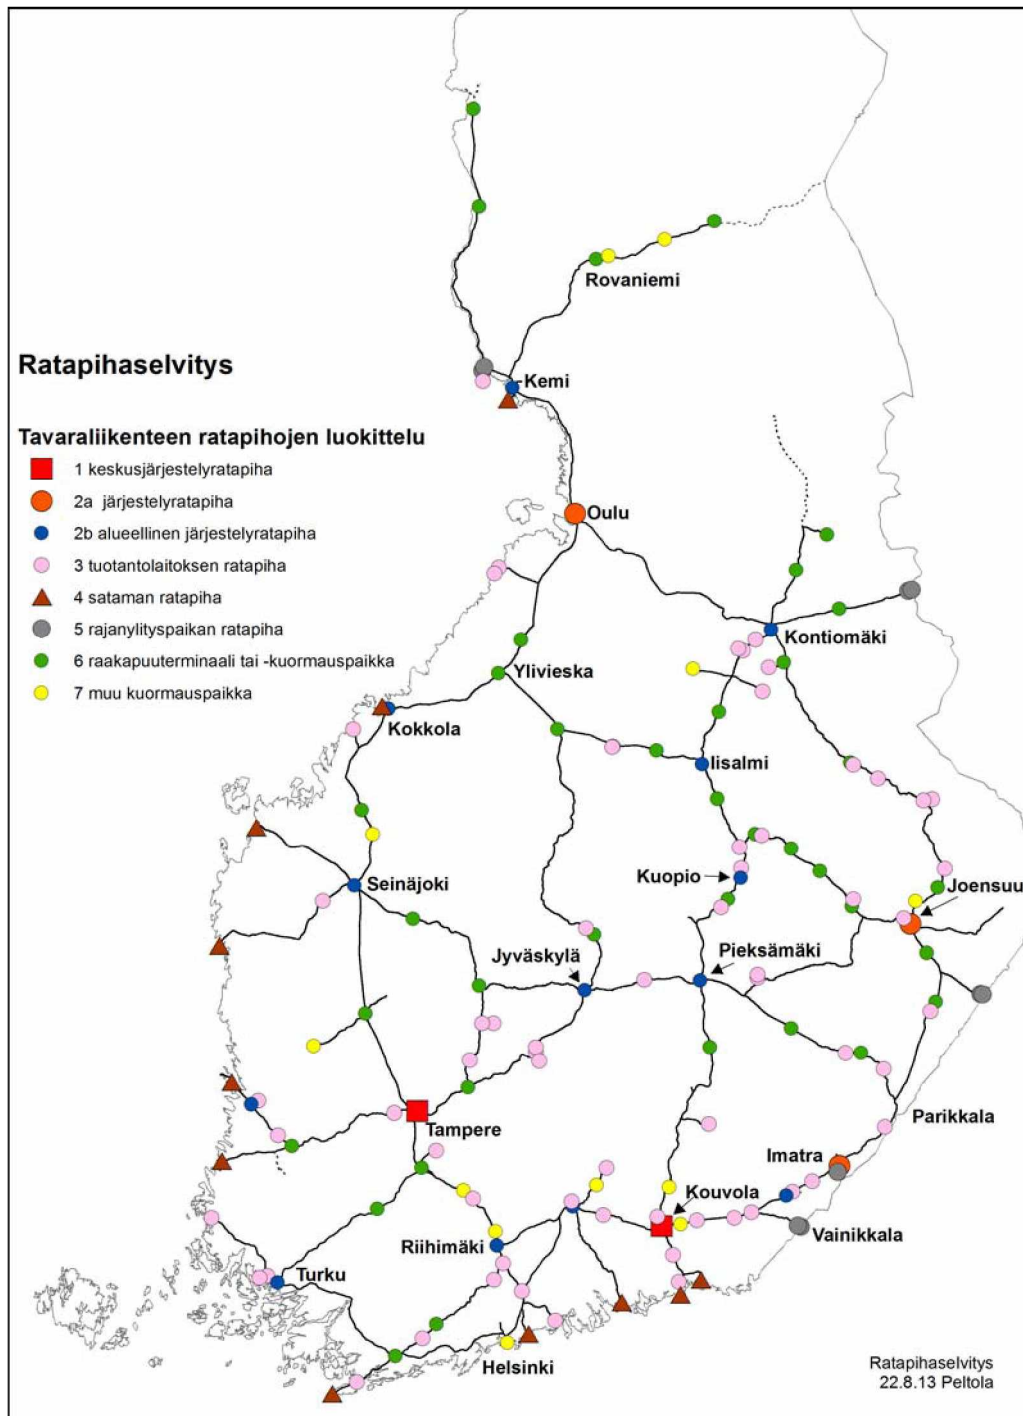 Rovaniemi
Ratapihaselvitys
Kemi
Tavaraliikenteen ratapihojen luokittelu
1 keskusjärjestelyratapiha
2a järjestelyratapiha
Oulu
2b alueellinen järjestelyratapiha
3 tuotantolaitoksen ratapiha
4 sataman ratapiha
5 rajanylityspaikan ratapiha
Kontiomäki
6 raakapuuterminaali tai -kuormauspaikka
Ylivieska
7 muu kuormauspaikka
Kokkola
Iisalmi
Kuopio
Seinäjoki
Joensuu
Jyväskylä
Pieksämäki
Parikkala
Tampere
Imatra
Kouvola
Vainikkala
Riihimäki
Turku
Helsinki
Ratapihaselvitys
22.8.13 Peltola